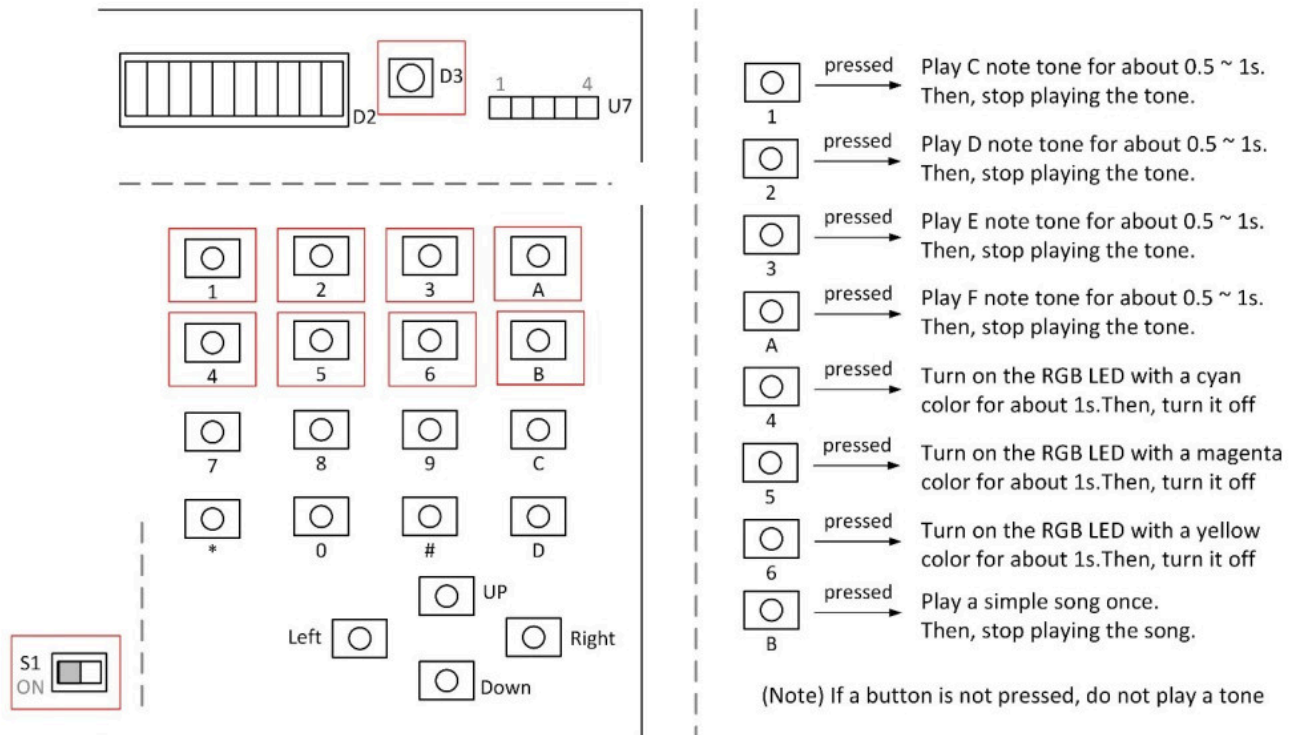 D3
1 4
U7
D2
1 2 3 A
4 5 6 B
7 8 9 C
* 0 # D
UP
Left Right
Down
S1
ON
pressed
Play C note tone for about 0.5 ~ 1s.
Then, stop playing the tone.
1
pressed
Play D note tone for about 0.5 ~ 1s.
Then, stop playing the tone.
2
pressed
Play E note tone for about 0.5 ~ 1s.
Then, stop playing the tone.
3
pressed
Play F note tone for about 0.5 ~ 1s.
Then, stop playing the tone.
A
pressed
Turn on the RGB LED with a cyan
color for about 1s.Then, turn it off
4
pressed
Turn on the RGB LED with a magenta
color for about 1s.Then, turn it off
5
pressed
Turn on the RGB LED with a yellow
color for about 1s.Then, turn it off
6
pressed
Play a simple song once.
Then, stop playing the song.
B
(Note) If a button is not pressed, do not play a tone